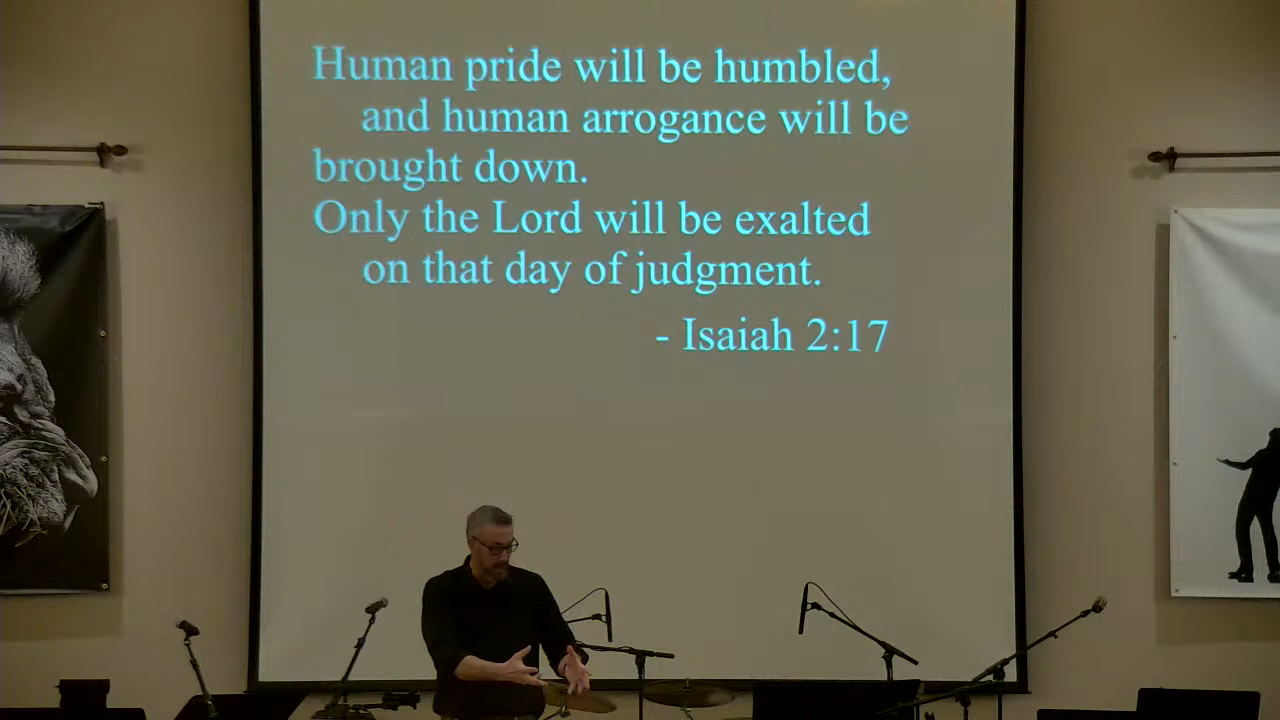 Human pride will be humbled,
and human arrogance will be
brought down.
Only the Lord will be exalted
on that day of judgment.
- Isaiah 2:17